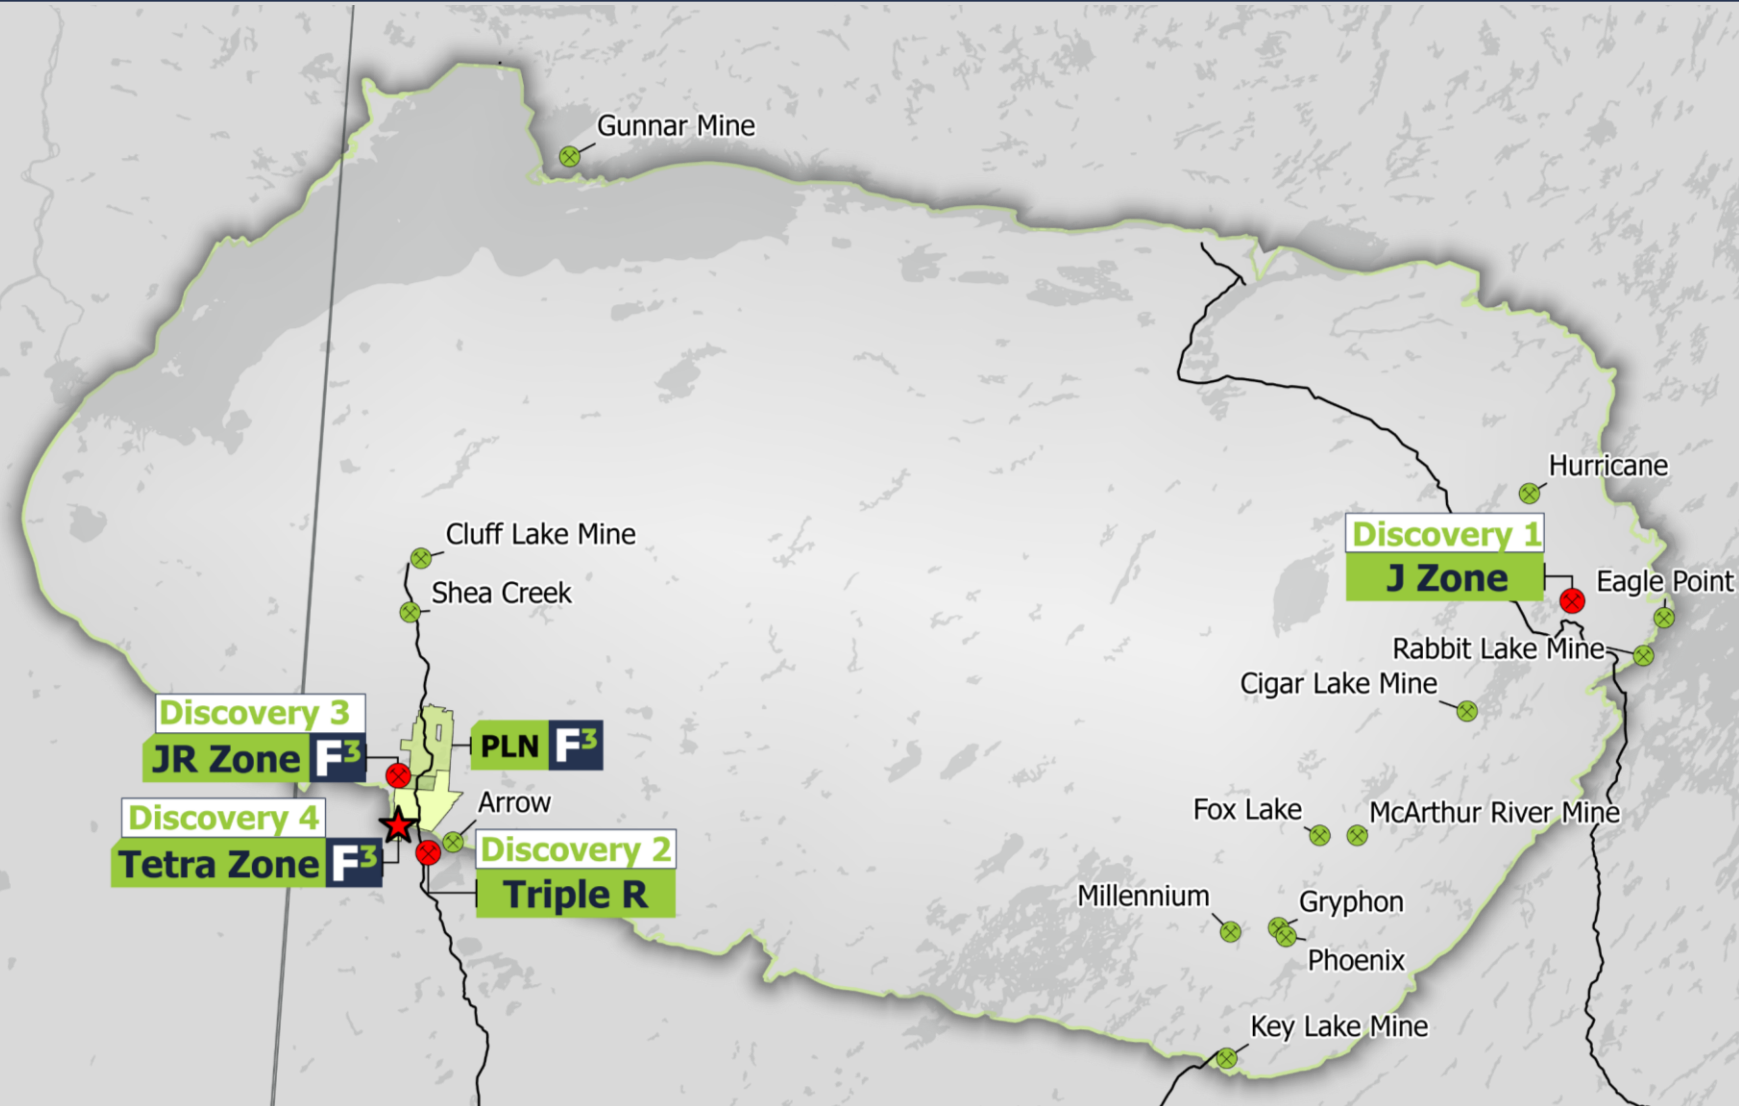 Gunnar Mine
Hurricane
Discovery 1
J Zone
Eagle Point
Cluff Lake Mine
Shea Creek
Rabbit Lake Mine
Cigar Lake Mine
Discovery 3
JR Zone F3
PLN F3
Arrow
Discovery 4
Tetra Zone F3
Discovery 2
Triple R
Fox Lake
McArthur River Mine
Millennium
Gryphon
Phoenix
Key Lake Mine